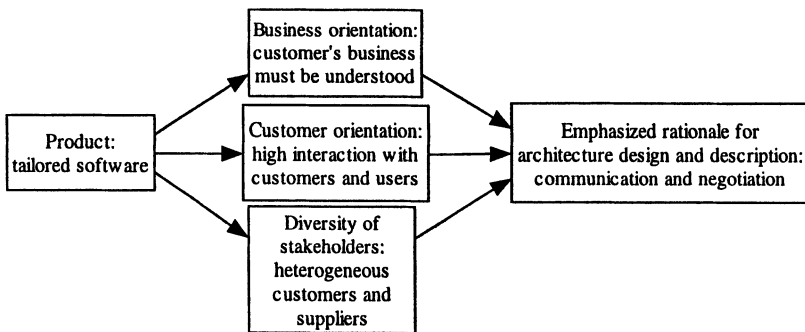 Business orientation:
customer's business
must be understood
Product:
tailored software
Customer orientation:
high interaction with
customers and users
Emphasized rationale for
architecture design and description:
communication and negotiation
Diversity of
stakeholders:
heterogeneous
customers and
suppliers